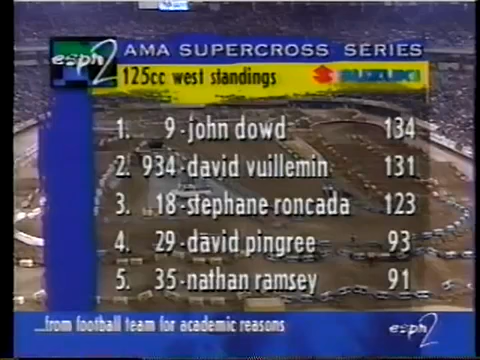 espn2 AMA SUPERCROSS SERIES
125cc west standings SUZUKI
1. 9-john dowd 134
2. 934-david vuillemin 131
3. 18-stephane roncada 123
4. 29-david pingree 93
5. 35-nathan ramsey 91
...from football team for academic reasons espn2